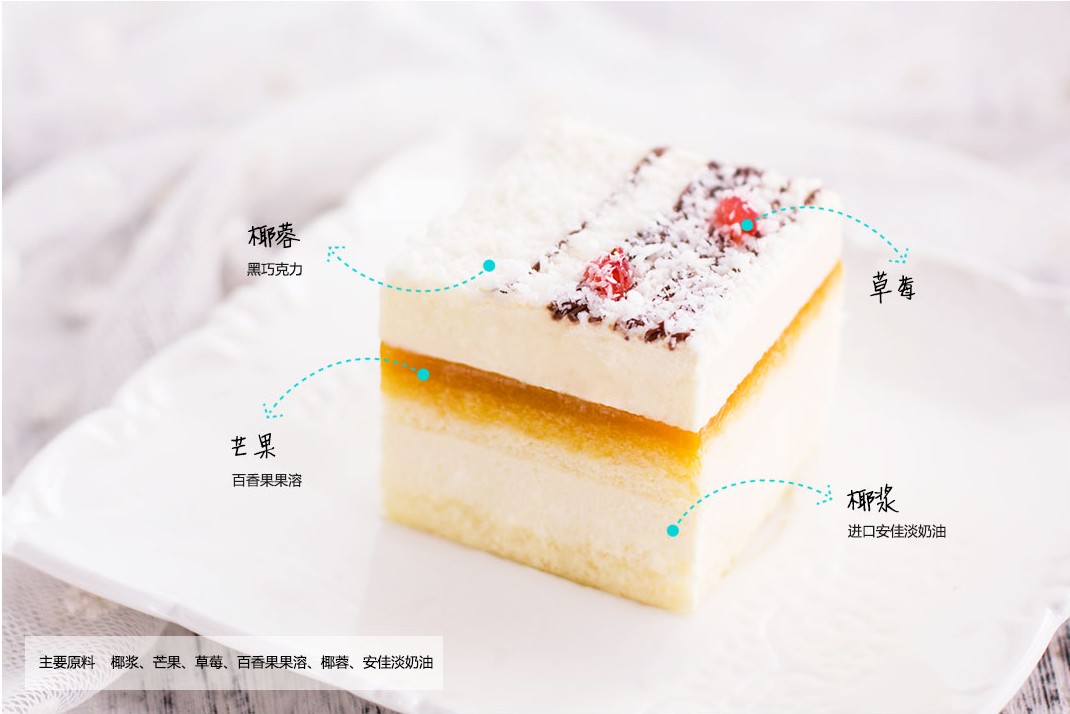 椰蓉
黑巧克力
草莓
芒果
百香果果溶
椰浆
进口安佳淡奶油
主要原料 椰浆、芒果、草莓、百香果果溶、椰蓉、安佳淡奶油